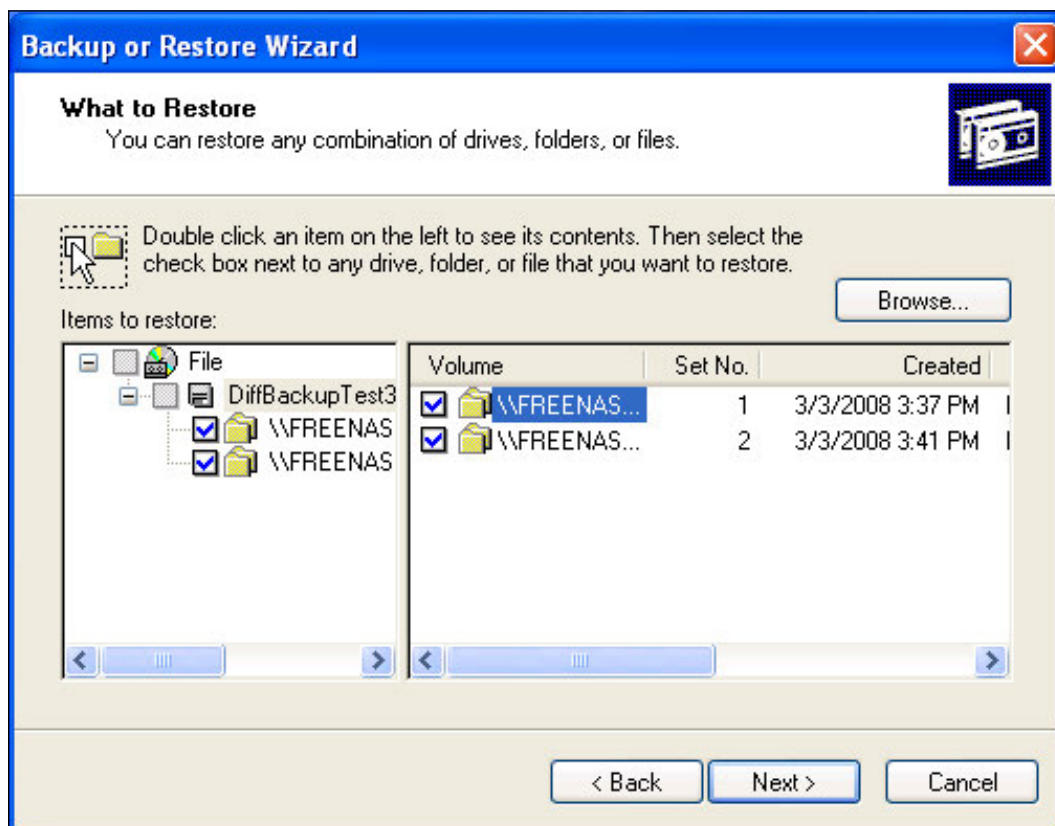 Backup or Restore Wizard
What to Restore
You can restore any combination of drives, folders, or files.
Double click an item on the left to see its contents. Then select the
check box next to any drive, folder, or file that you want to restore.
Browse...
Items to restore:
File
DiffBackupTest3
\\FREENAS
\\FREENAS
Volume Set No. Created
\\FREENAS... 1 3/3/2008 3:37 PM
\\FREENAS... 2 3/3/2008 3:41 PM
< Back Next > Cancel